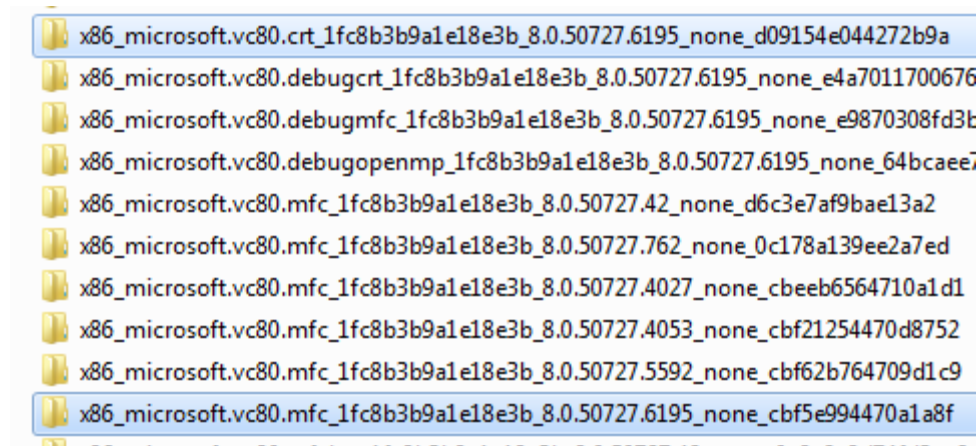 x86_microsoft.vc80.crt_1fc8b3b9a1e18e3b_8.0.50727.6195_none_d09154e044272b9a
x86_microsoft.vc80.debugcrt_1fc8b3b9a1e18e3b_8.0.50727.6195_none_e4a7011700676
x86_microsoft.vc80.debugmfc_1fc8b3b9a1e18e3b_8.0.50727.6195_none_e9870308fd3b
x86_microsoft.vc80.debugopenmp_1fc8b3b9a1e18e3b_8.0.50727.6195_none_64bcaee7
x86_microsoft.vc80.mfc_1fc8b3b9a1e18e3b_8.0.50727.42_none_d6c3e7af9bae13a2
x86_microsoft.vc80.mfc_1fc8b3b9a1e18e3b_8.0.50727.762_none_0c178a139ee2a7ed
x86_microsoft.vc80.mfc_1fc8b3b9a1e18e3b_8.0.50727.4027_none_cbeeb6564710a1d1
x86_microsoft.vc80.mfc_1fc8b3b9a1e18e3b_8.0.50727.4053_none_cbf21254470d8752
x86_microsoft.vc80.mfc_1fc8b3b9a1e18e3b_8.0.50727.5592_none_cbf62b764709d1c9
x86_microsoft.vc80.mfc_1fc8b3b9a1e18e3b_8.0.50727.6195_none_cbf5e994470a1a8f